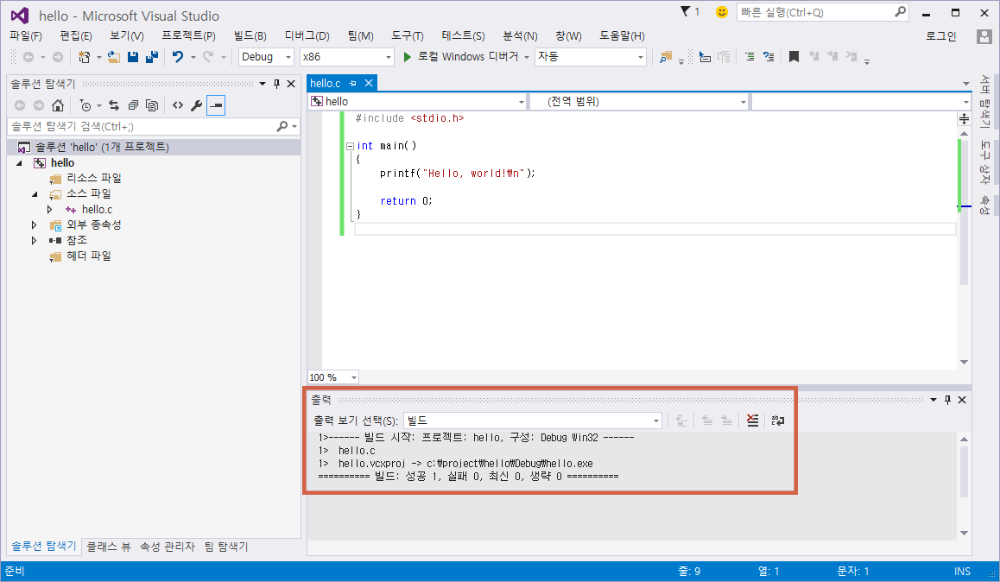 hello - Microsoft Visual Studio
1
빠른 실행(Ctrl+Q)
파일(F) 편집(E) 보기(V) 프로젝트(P) 빌드(B) 디버그(D) 팀(M) 도구(T) 테스트(S) 분석(N) 창(W) 도움말(H)
로그인
Debug x86 로컬 Windows 디버거 자동
솔루션 탐색기
솔루션 탐색기 검색(Ctrl+;)
솔루션 'hello' (1개 프로젝트)
hello
리소스 파일
소스 파일
hello.c
외부 종속성
참조
헤더 파일
솔루션 탐색기 클래스 뷰 속성 관리자 팀 탐색기
hello.c
hello (전역 범위)
#include <stdio.h>
int main()
{
printf("Hello, world!₩n");
return 0;
}
100 %
서버 탐색기
도구 상자
속성
출력
출력 보기 선택(S): 빌드
1>------ 빌드 시작: 프로젝트: hello, 구성: Debug Win32 ------
1> hello.c
1> hello.vcxproj -> c:₩project₩hello₩Debug₩hello.exe
========== 빌드: 성공 1, 실패 0, 최신 0, 생략 0 ==========
준비 줄: 9 열: 1 문자: 1 INS